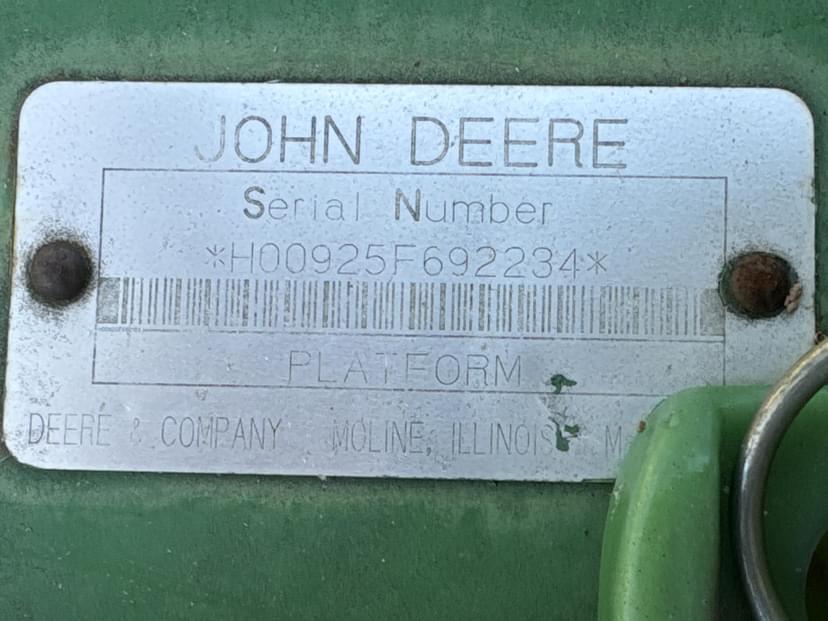 JOHN DEERE
Serial Number
*H00925F692234*
PLATFORM
DEERE & COMPANY MOLINE, ILLINOIS M